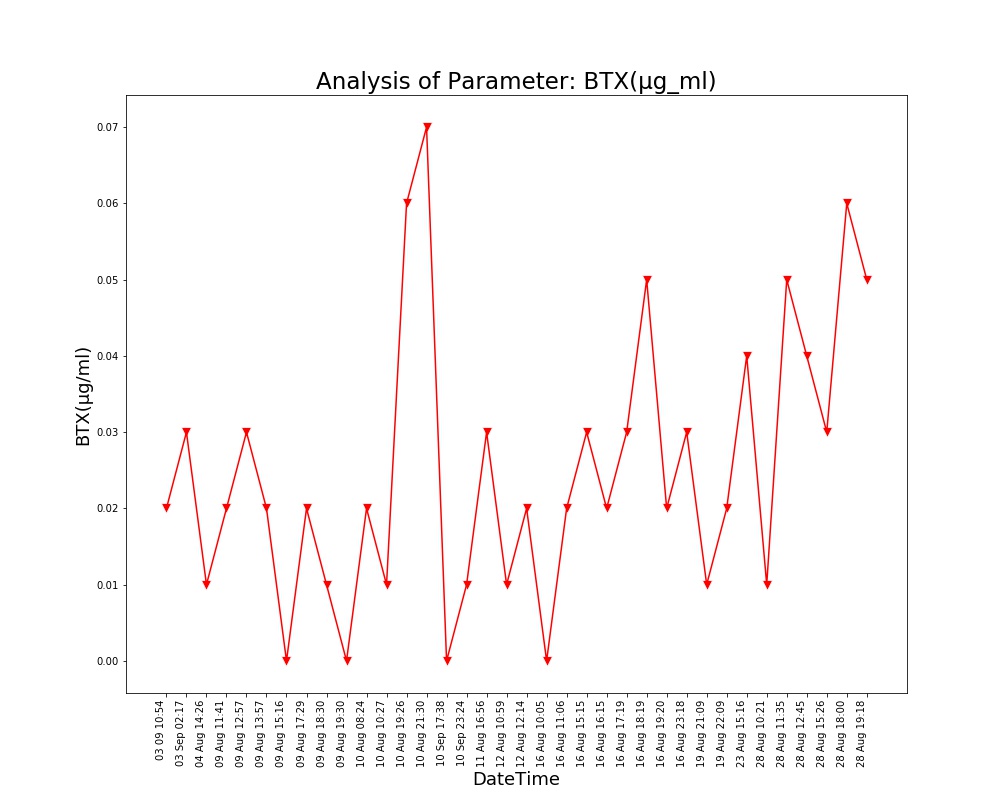 Analysis of Parameter: BTX(μg_ml)
0.07
0.06
0.05
0.04
0.03
0.02
0.01
0.00
BTX(μg/ml)
03 09 10:54
03 Sep 02:17
04 Aug 14:26
09 Aug 11:41
09 Aug 12:57
09 Aug 13:57
09 Aug 15:16
09 Aug 17:29
09 Aug 18:30
09 Aug 19:30
10 Aug 08:24
10 Aug 10:27
10 Aug 19:26
10 Aug 21:30
10 Sep 17:38
10 Sep 23:24
11 Aug 16:56
12 Aug 10:59
12 Aug 12:14
16 Aug 10:05
16 Aug 11:06
16 Aug 15:15
16 Aug 16:15
16 Aug 17:19
16 Aug 18:19
16 Aug 19:20
16 Aug 23:18
19 Aug 21:09
19 Aug 22:09
23 Aug 15:16
28 Aug 10:21
28 Aug 11:35
28 Aug 12:45
28 Aug 15:26
28 Aug 18:00
28 Aug 19:18
DateTime